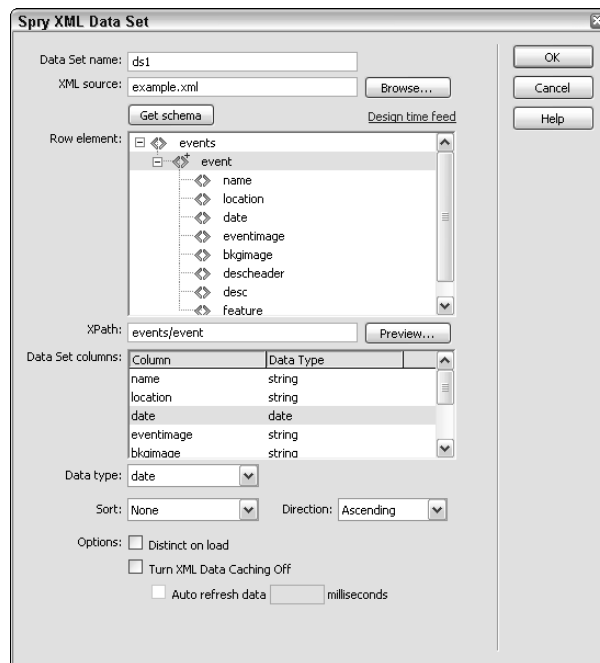 Spry XML Data Set
Data Set name: ds1
OK
XML source: example.xml Browse...
Cancel
Get schema Design time feed
Help
Row element: events
event
name
location
date
eventimage
bkgimage
descheader
desc
feature
XPath: events/event Preview...
Data Set columns: Column Data Type
name string
location string
date date
eventimage string
bkgimage string
Data type: date
Sort: None Direction: Ascending
Options: Distinct on load
Turn XML Data Caching Off
Auto refresh data milliseconds